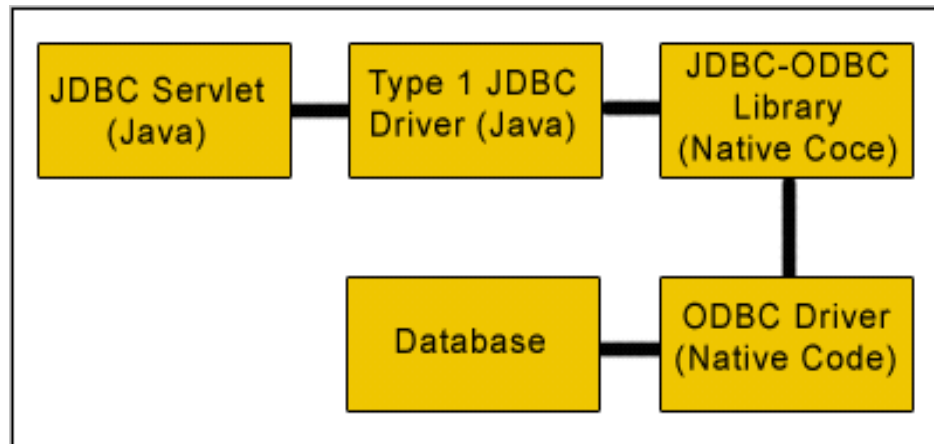 JDBC Servlet
(Java)
Type 1 JDBC
Driver (Java)
JDBC-ODBC
Library
(Native Coce)
Database
ODBC Driver
(Native Code)